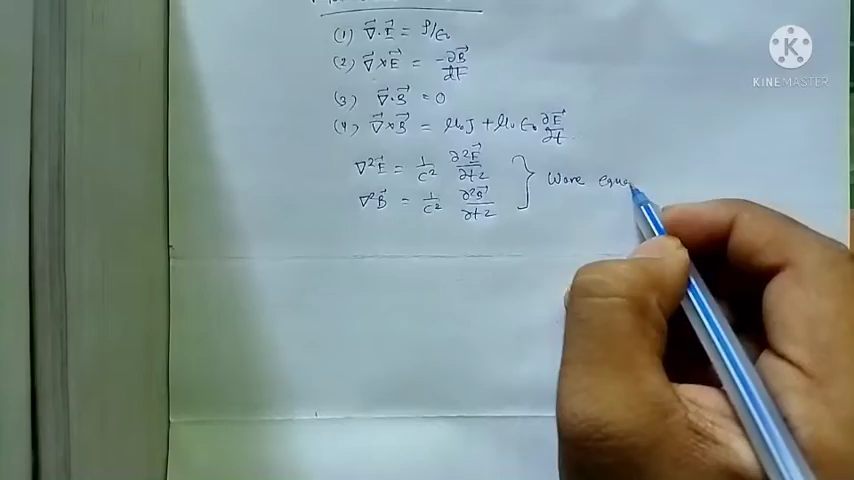 (1) ∇⃗·E⃗ = ρ/ε₀
(2) ∇⃗×E⃗ = -∂B⃗/∂t
(3) ∇⃗·B⃗ = 0
(4) ∇⃗×B⃗ = μ₀J + μ₀ε₀ ∂E⃗/∂t
∇²E⃗ = 1/c² ∂²E⃗/∂t²
∇²B⃗ = 1/c² ∂²B⃗/∂t²
} Wave equa
KINEMASTER